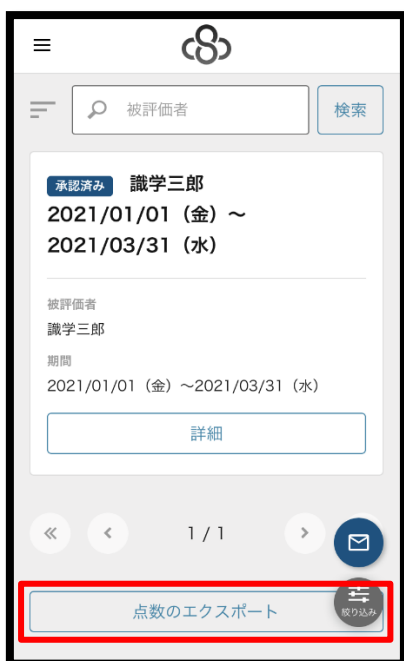 被評価者
検索
承認済み 識学三郎
2021/01/01（金）～
2021/03/31（水）
被評価者
識学三郎
期間
2021/01/01（金）～2021/03/31（水）
詳細
1 / 1
点数のエクスポート
絞り込み